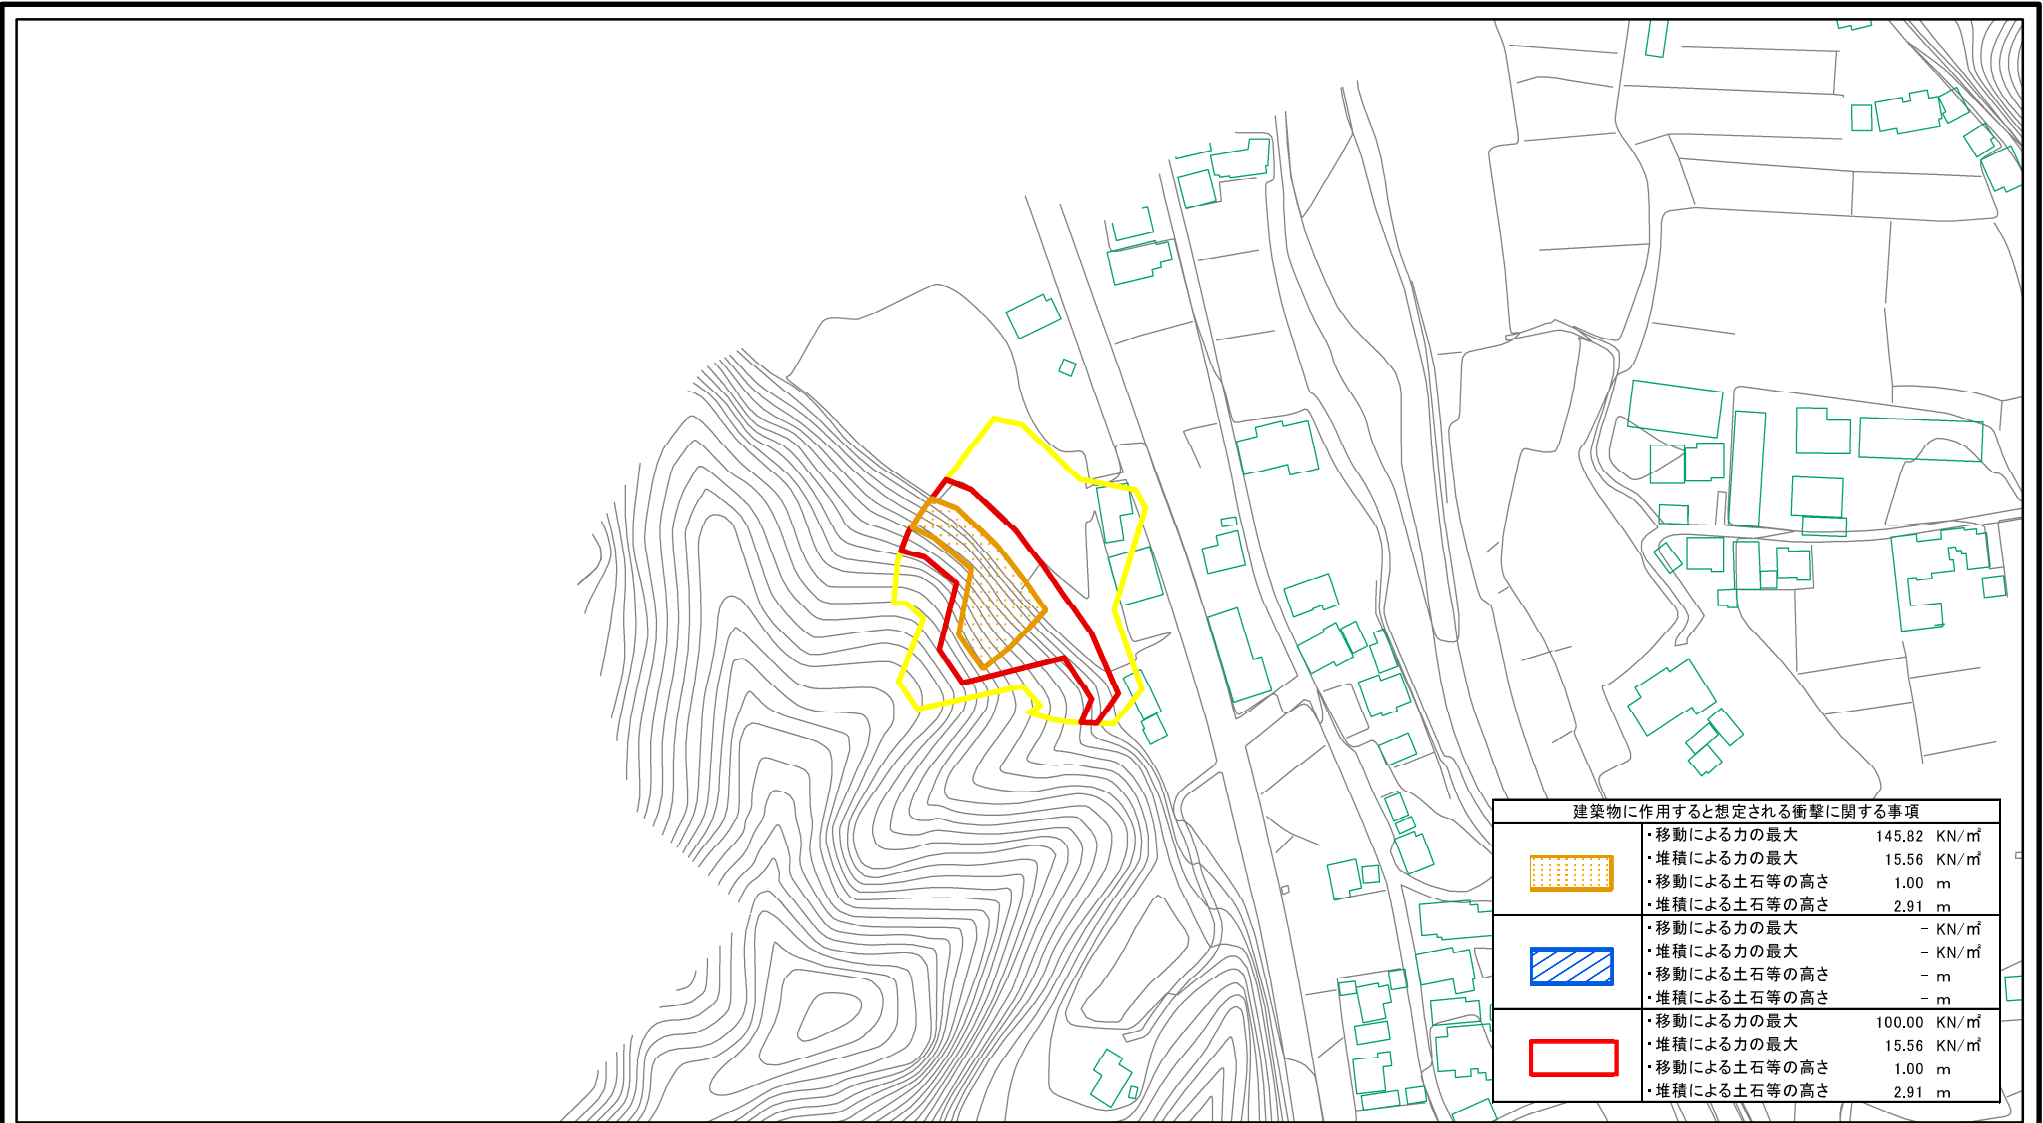 建築物に作用すると想定される衝撃に関する事項
・移動による力の最大 145.82 KN/㎡
・堆積による力の最大 15.56 KN/㎡
・移動による土石等の高さ 1.00 m
・堆積による土石等の高さ 2.91 m
・移動による力の最大 - KN/㎡
・堆積による力の最大 - KN/㎡
・移動による土石等の高さ - m
・堆積による土石等の高さ - m
・移動による力の最大 100.00 KN/㎡
・堆積による力の最大 15.56 KN/㎡
・移動による土石等の高さ 1.00 m
・堆積による土石等の高さ 2.91 m